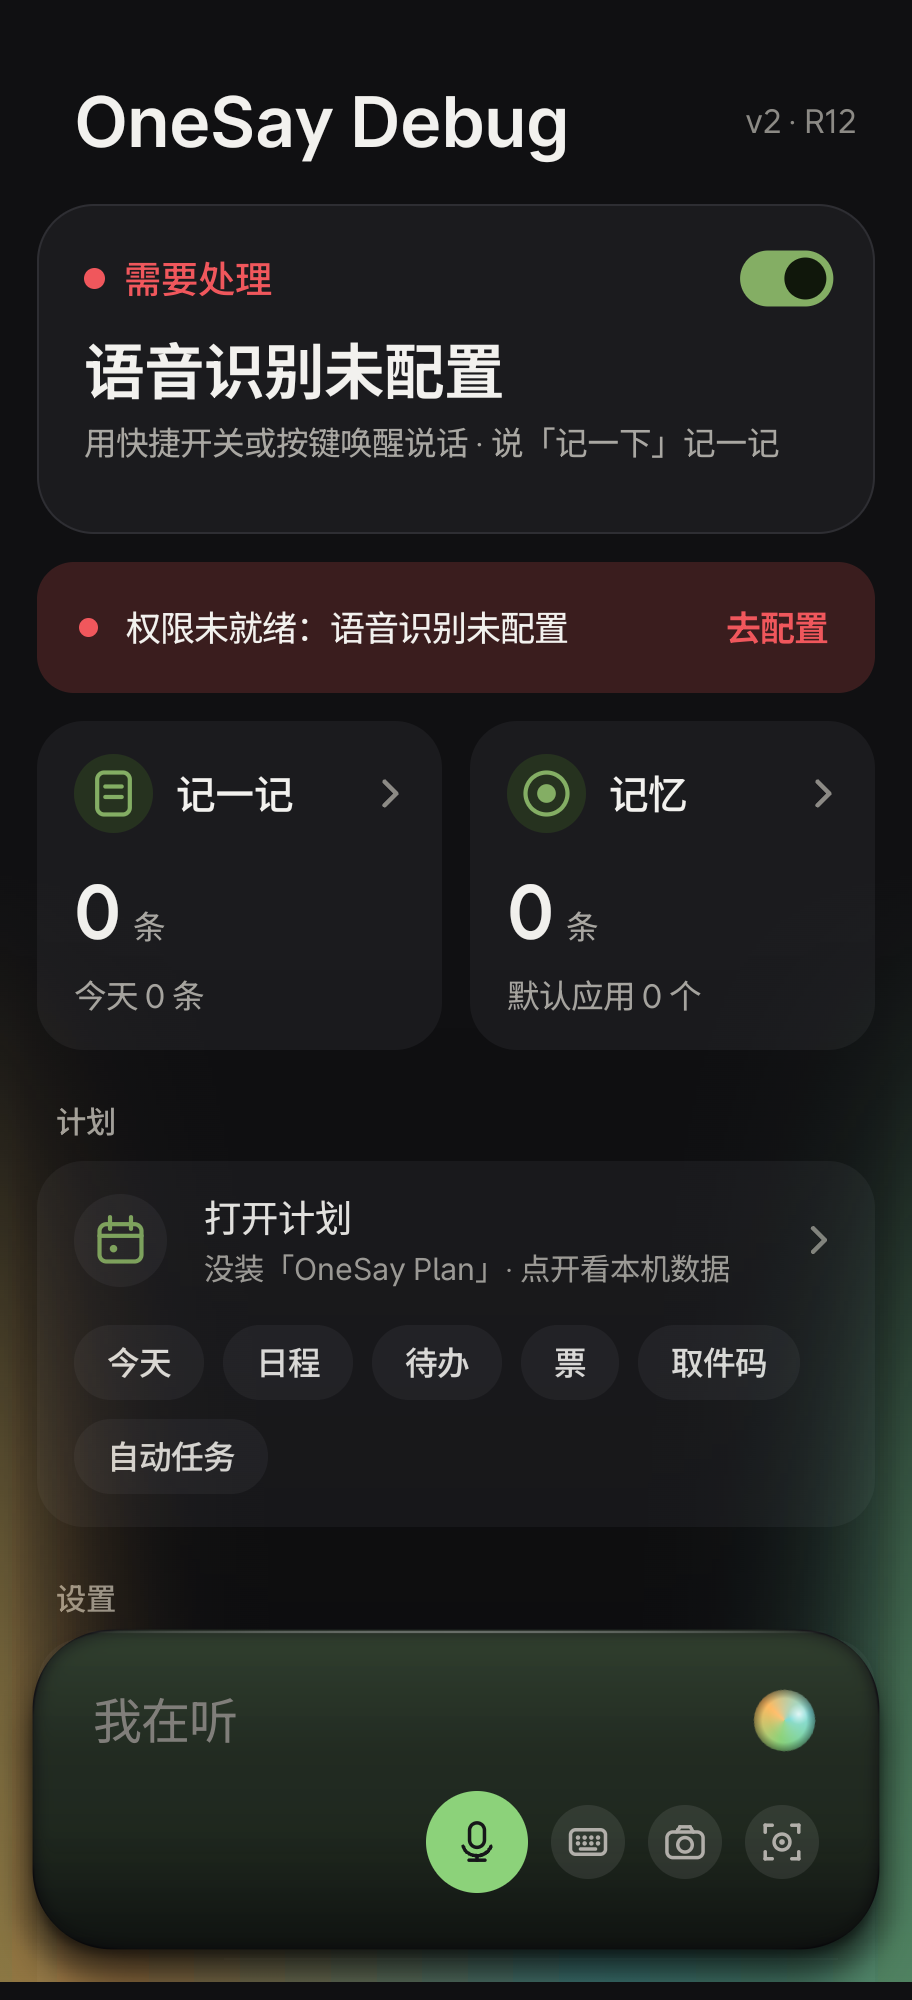 OneSay Debug
v2 · R12
需要处理
语音识别未配置
用快捷开关或按键唤醒说话 · 说「记一下」记一记
权限未就绪：语音识别未配置
去配置
记一记
0 条
今天 0 条
记忆
0 条
默认应用 0 个
计划
打开计划
没装「OneSay Plan」· 点开看本机数据
今天
日程
待办
票
取件码
自动任务
设置
我在听